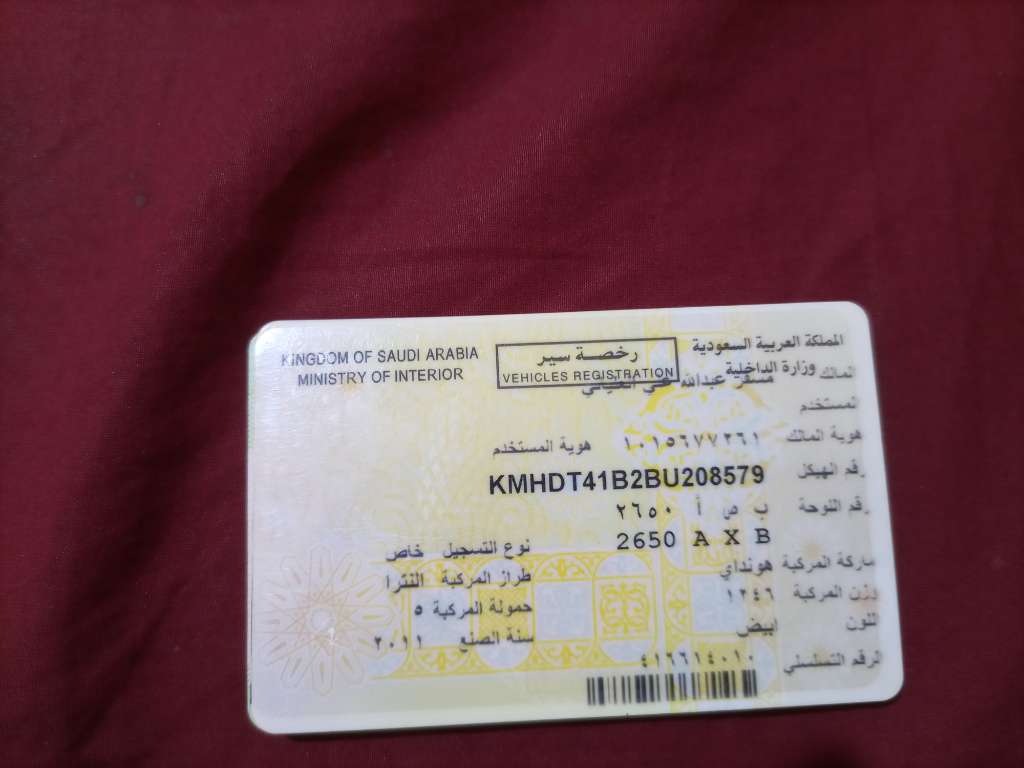 KINGDOM OF SAUDI ARABIA
MINISTRY OF INTERIOR
رخصة سير
VEHICLES REGISTRATION
المملكة العربية السعودية
وزارة الداخلية
المالك مسفر عبدالله علي
المستخدم
هوية المالك ١٠١٥٦٧٧٢٦١ هوية المستخدم
رقم الهيكل KMHDT41B2BU208579
رقم اللوحة ب ص أ ٢٦٥٠
2650 A X B
ماركة المركبة هونداي نوع التسجيل خاص
وزن المركبة ١٢٤٦ طراز المركبة النترا
اللون ابيض حمولة المركبة ٥
سنة الصنع ٢٠١١
الرقم التسلسلي ٤١٦٦١٤٠١٠